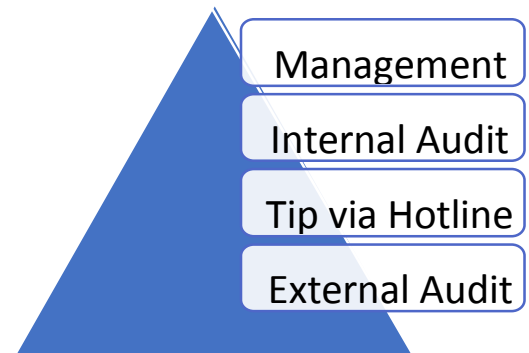 Management
Internal Audit
Tip via Hotline
External Audit